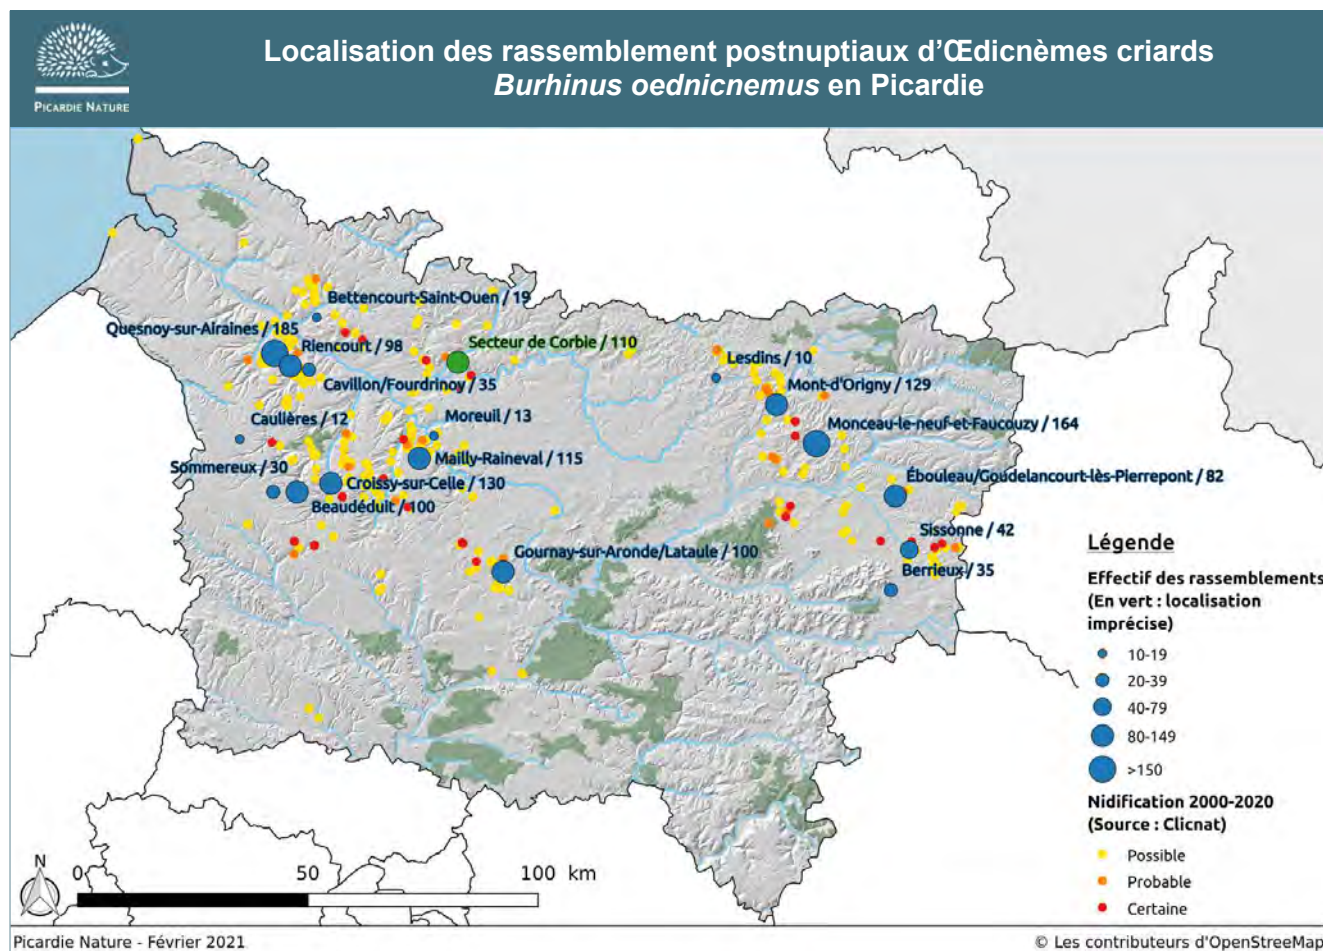 Localisation des rassemblement postnuptiaux d'Œdicnèmes criards
Burhinus oednicnemus en Picardie
PICARDIE NATURE
Bettencourt-Saint-Ouen / 19
Quesnoy-sur-Airaines / 185
Riencourt / 98
Secteur de Corbie / 110
Lesdins / 10
Cavillon/Fourdrinoy / 35
Mont-d'Origny / 129
Caulières / 12
Moreuil / 13
Monceau-le-neuf-et-Faucouzy / 164
Mailly-Raineval / 115
Sommereux / 30
Croissy-sur-Celle / 130
Ébouleau/Goudelancourt-lès-Pierrepont / 82
Beaudéduit / 100
Sissonne / 42
Gournay-sur-Aronde/Lataule / 100
Berrieux / 35
Légende
Effectif des rassemblements
(En vert : localisation
imprécise)
10-19
20-39
40-79
80-149
>150
Nidification 2000-2020
(Source : Clicnat)
Possible
Probable
Certaine
N
0 50 100 km
Picardie Nature - Février 2021
© Les contributeurs d'OpenStreeMap